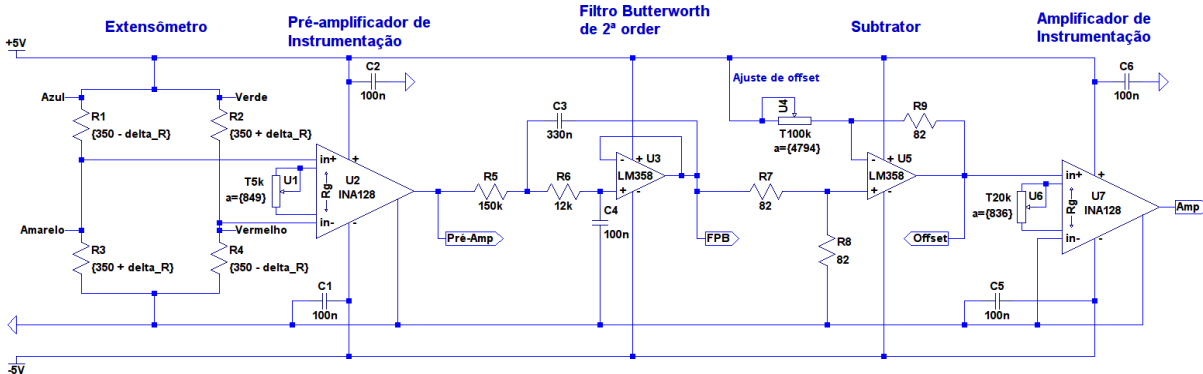 Extensômetro
Pré-amplificador de
Instrumentação
Filtro Butterworth
de 2ª order
Subtrator
Amplificador de
Instrumentação
+5V
C2
100n
C6
100n
Ajuste de offset
Azul
Verde
R1
{350 - delta_R}
R2
{350 + delta_R}
C3
330n
U4
T100k
a={4794}
R9
82
in+
+
U1
T5k
a={849}
Rg
U2
INA128
in-
-
R5
150k
R6
12k
-
+
U3
LM358
+
-
C4
100n
R7
82
-
+
U5
LM358
+
-
R8
82
in+
+
U6
T20k
a={836}
Rg
U7
INA128
in-
-
Amp
Amarelo
Vermelho
R3
{350 + delta_R}
R4
{350 - delta_R}
Pré-Amp
FPB
Offset
C1
100n
C5
100n
-5V